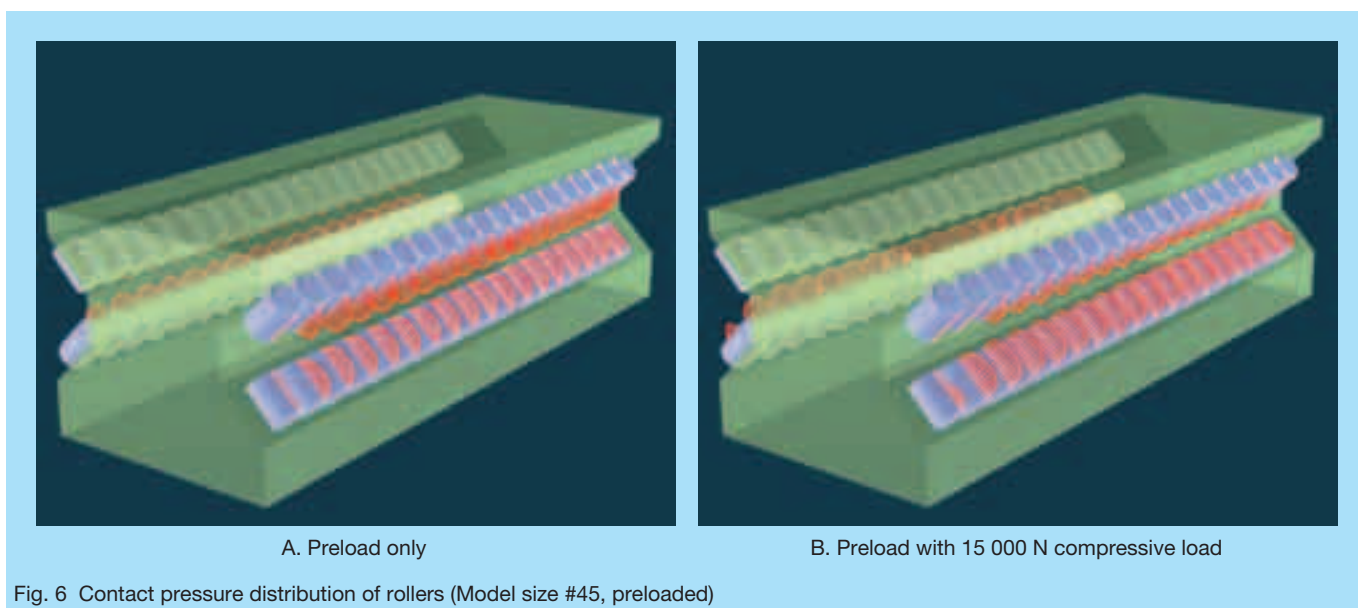 A. Preload only
B. Preload with 15 000 N compressive load
Fig. 6 Contact pressure distribution of rollers (Model size #45, preloaded)